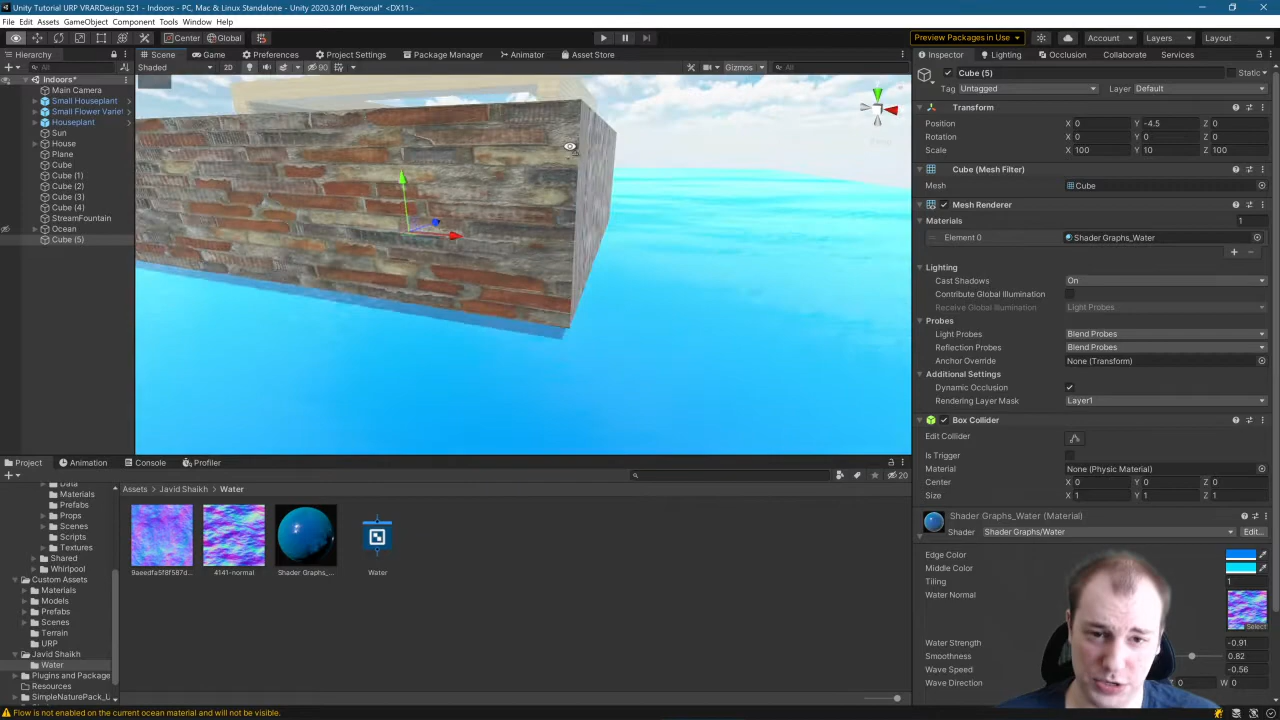 Unity Tutorial URP VRARDesign S21 - Indoors - PC, Mac & Linux Standalone - Unity 2020.3.0f1 Personal* <DX11>
File Edit Assets GameObject Component Tools Window Help
Center Global Preview Packages in Use Account Layers Layout
Hierarchy Scene Game Preferences Project Settings Package Manager Animator Asset Store Inspector Lighting Occlusion Collaborate Services
All Shaded 2D 90 Gizmos All
Indoors*
Main Camera
Small Houseplant
Small Flower Variet
Houseplant
Sun
House
Plane
Cube
Cube (1)
Cube (2)
Cube (3)
Cube (4)
StreamFountain
Ocean
Cube (5)
Cube (5) Static
Tag Untagged Layer Default
Transform
Position X 0 Y -4.5 Z 0
Rotation X 0 Y 0 Z 0
Scale X 100 Y 10 Z 100
Cube (Mesh Filter)
Mesh Cube
Mesh Renderer
Materials 1
Element 0 Shader Graphs_Water
Lighting
Cast Shadows On
Contribute Global Illumination
Receive Global Illumination Light Probes
Probes
Light Probes Blend Probes
Reflection Probes Blend Probes
Anchor Override None (Transform)
Additional Settings
Dynamic Occlusion
Rendering Layer Mask Layer1
Box Collider
Edit Collider
Is Trigger
Material None (Physic Material)
Center X 0 Y 0 Z 0
Size X 1 Y 1 Z 1
Shader Graphs_Water (Material)
Shader Shader Graphs/Water Edit...
Edge Color
Middle Color
Tiling 1
Water Normal
Select
Water Strength -0.91
Smoothness 0.82
Wave Speed -0.56
Wave Direction Z 0 W 0
Project Animation Console Profiler
20
Assets Javid Shaikh Water
Data
Materials
Prefabs
Props
Scenes
Scripts
Textures
Shared
Whirlpool
Custom Assets
Materials
Models
Prefabs
Scenes
Terrain
URP
Javid Shaikh
Water
Plugins and Package
Resources
SimpleNaturePack_U
9aeedfa5f8f587d... 4141-normal Shader Graphs_... Water
Flow is not enabled on the current ocean material and will not be visible.